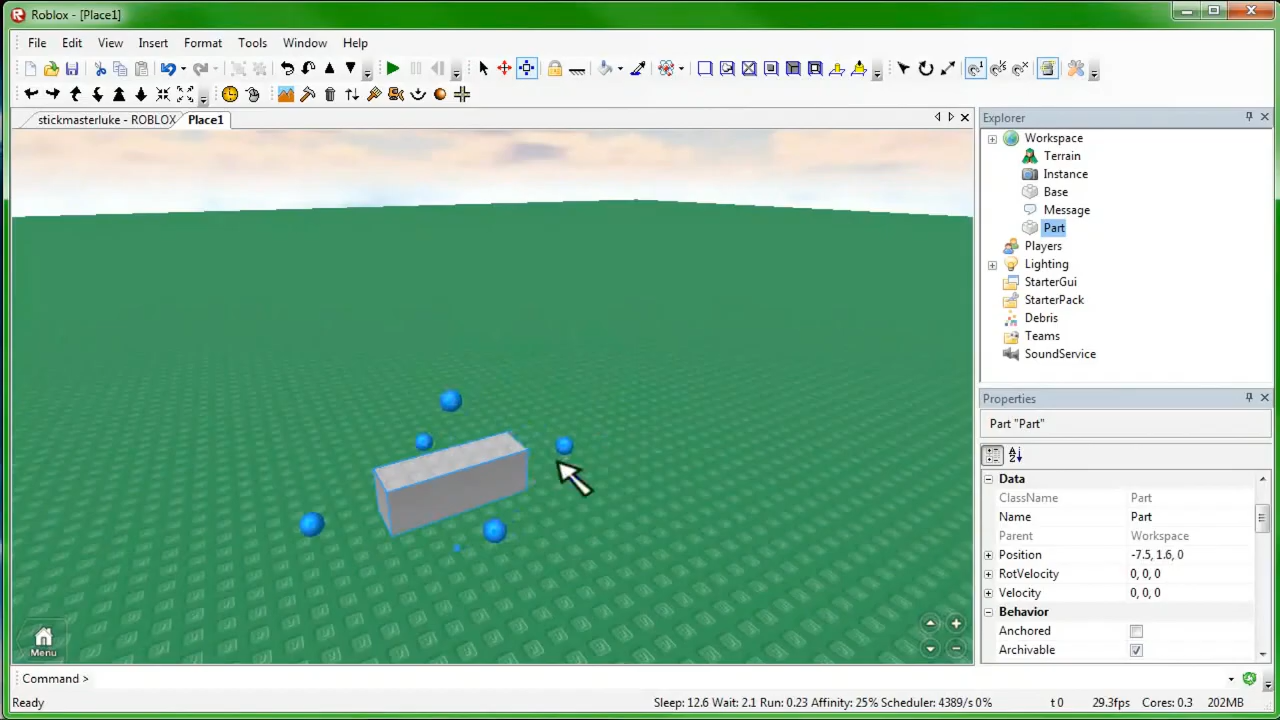 Roblox - [Place1]
File Edit View Insert Format Tools Window Help
stickmasterluke - ROBLOX Place1
Explorer
Workspace
Terrain
Instance
Base
Message
Part
Players
Lighting
StarterGui
StarterPack
Debris
Teams
SoundService
Properties
Part "Part"
Data
ClassName Part
Name Part
Parent Workspace
Position -7.5, 1.6, 0
RotVelocity 0, 0, 0
Velocity 0, 0, 0
Behavior
Anchored
Archivable
Menu
Command >
Ready Sleep: 12.6 Wait: 2.1 Run: 0.23 Affinity: 25% Scheduler: 4389/s 0% t 0 29.3fps Cores: 0.3 202MB